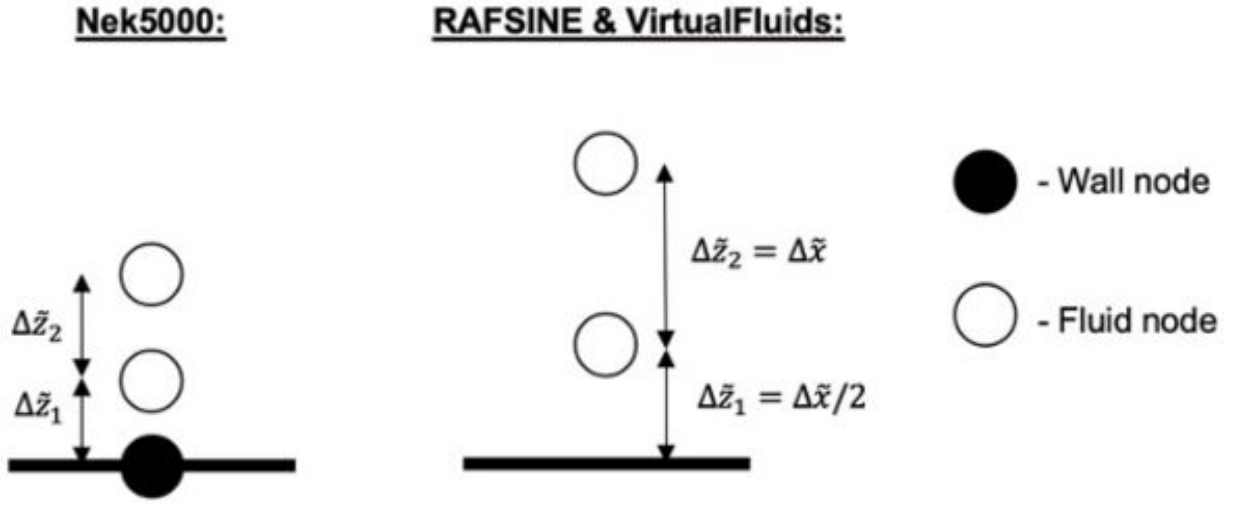 Nek5000:
RAFSINE & VirtualFluids:
- Wall node
Δz̃₂ = Δx̃
Δz̃₂
- Fluid node
Δz̃₁
Δz̃₁ = Δx̃/2